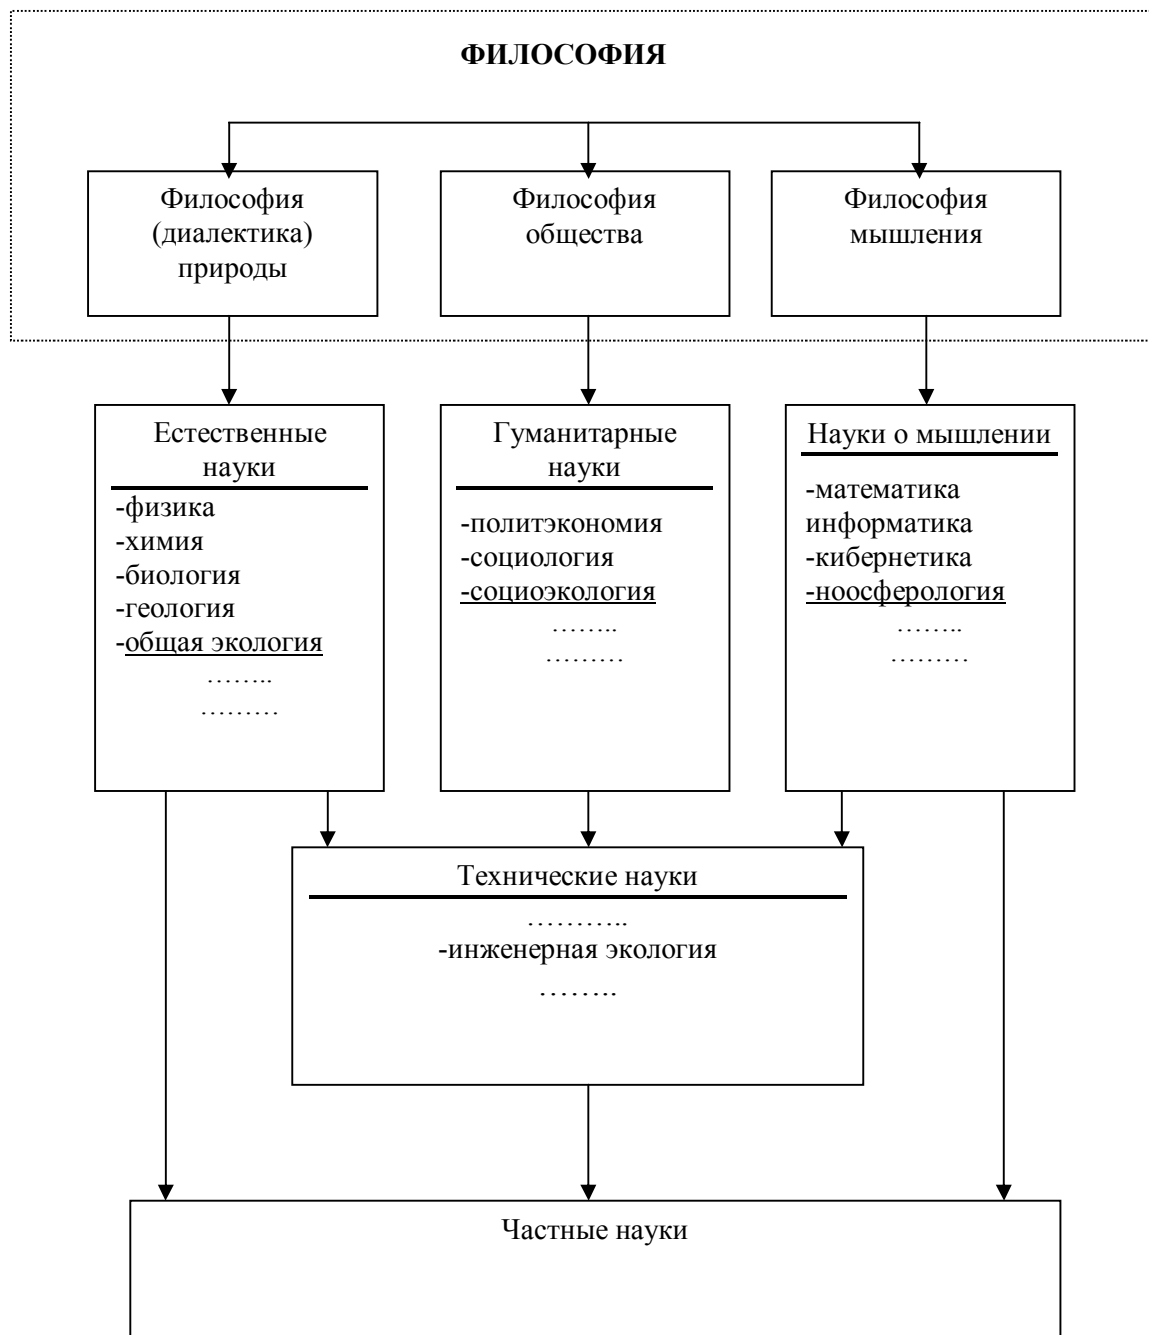 ФИЛОСОФИЯ
Философия
(диалектика)
природы
Философия
общества
Философия
мышления
Естественные
науки
-физика
-химия
-биология
-геология
-общая экология
……..
………
Гуманитарные
науки
-политэкономия
-социология
-социоэкология
……..
………
Науки о мышлении
-математика
информатика
-кибернетика
-ноосферология
……..
………
Технические науки
………..
-инженерная экология
……..
Частные науки